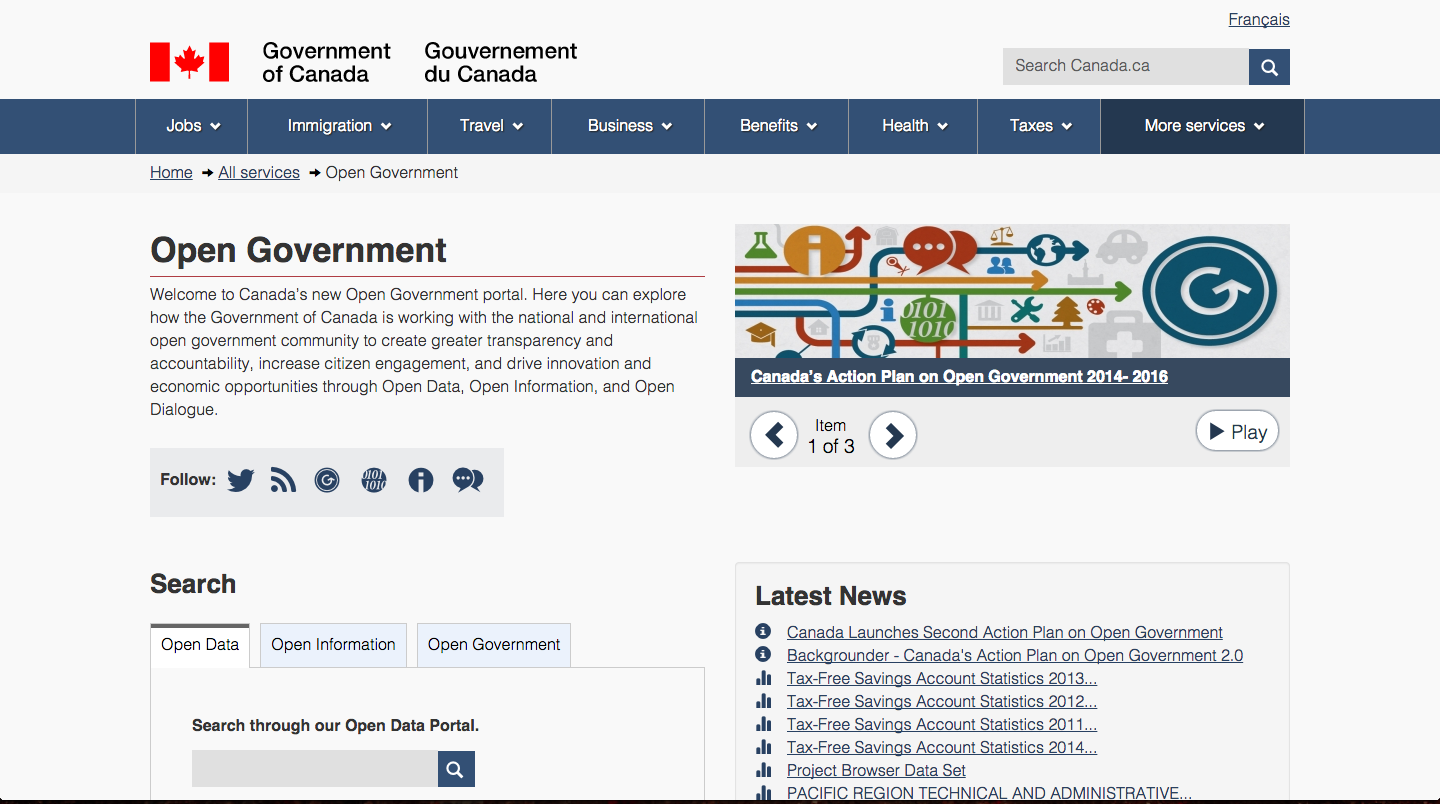 Français
Government of Canada
Gouvernement du Canada
Search Canada.ca
Jobs
Immigration
Travel
Business
Benefits
Health
Taxes
More services
Home
All services
Open Government
Open Government
Welcome to Canada's new Open Government portal. Here you can explore
how the Government of Canada is working with the national and international
open government community to create greater transparency and
accountability, increase citizen engagement, and drive innovation and
economic opportunities through Open Data, Open Information, and Open
Dialogue.
Follow:
0101
1010
0101
1010
Canada's Action Plan on Open Government 2014- 2016
Item
1 of 3
Play
Search
Open Data
Open Information
Open Government
Search through our Open Data Portal.
Latest News
Canada Launches Second Action Plan on Open Government
Backgrounder - Canada's Action Plan on Open Government 2.0
Tax-Free Savings Account Statistics 2013...
Tax-Free Savings Account Statistics 2012...
Tax-Free Savings Account Statistics 2011...
Tax-Free Savings Account Statistics 2014...
Project Browser Data Set
PACIFIC REGION TECHNICAL AND ADMINISTRATIVE...